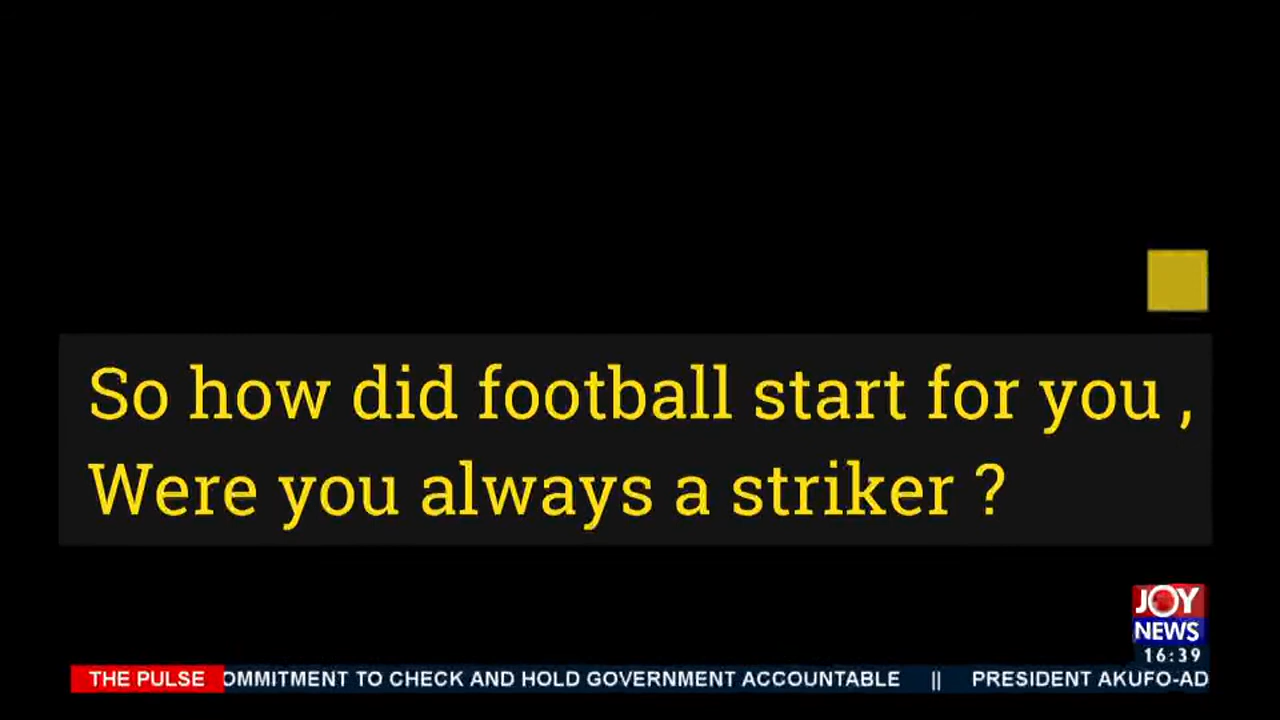 So how did football start for you ,
Were you always a striker ?
JOY
NEWS
16:39
THE PULSE
OMMITMENT TO CHECK AND HOLD GOVERNMENT ACCOUNTABLE || PRESIDENT AKUFO-AD